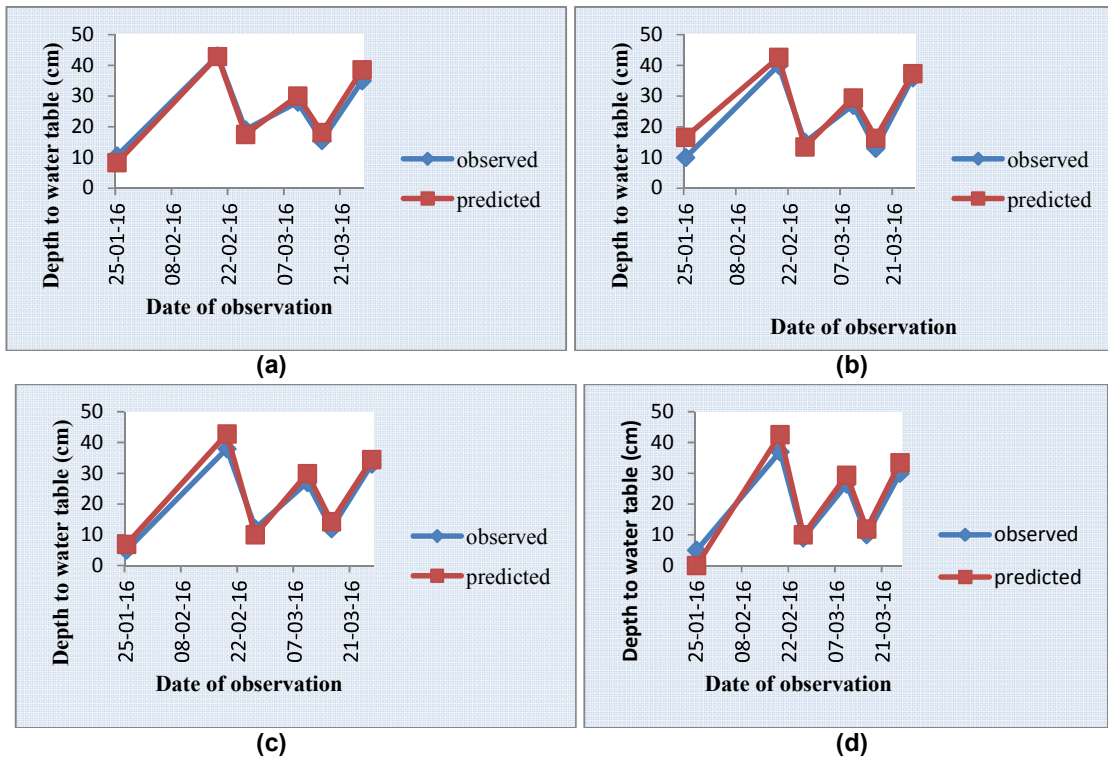 Depth to water table (cm)
50
40
30
20
10
0
25-01-16
08-02-16
22-02-16
07-03-16
21-03-16
Date of observation
observed
predicted
(a)
Depth to water table (cm)
50
40
30
20
10
0
25-01-16
08-02-16
22-02-16
07-03-16
21-03-16
Date of observation
observed
predicted
(b)
Depth to water table (cm)
50
40
30
20
10
0
25-01-16
08-02-16
22-02-16
07-03-16
21-03-16
Date of observation
observed
predicted
(c)
Depth to water table (cm)
50
40
30
20
10
0
25-01-16
08-02-16
22-02-16
07-03-16
21-03-16
Date of observation
observed
predicted
(d)